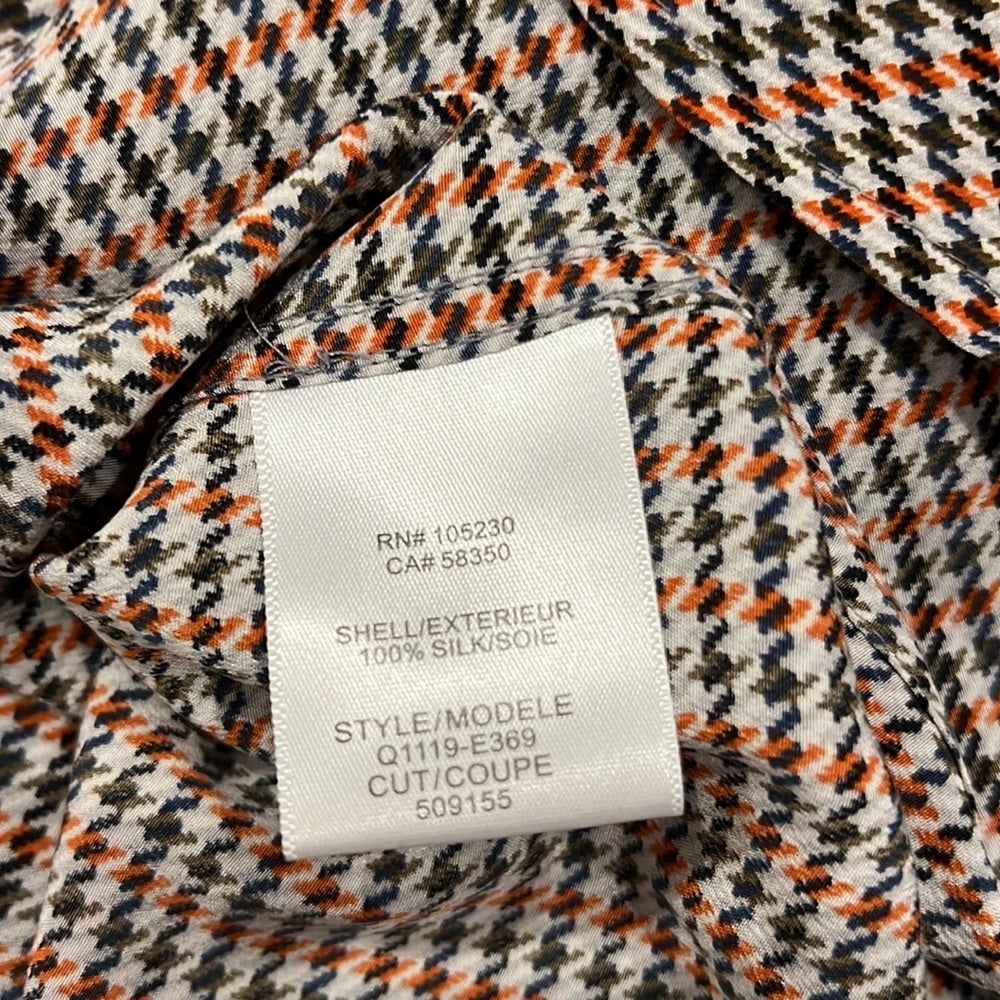 RN# 105230
CA# 58350
SHELL/EXTERIEUR
100% SILK/SOIE
STYLE/MODELE
Q1119-E369
CUT/COUPE
509155